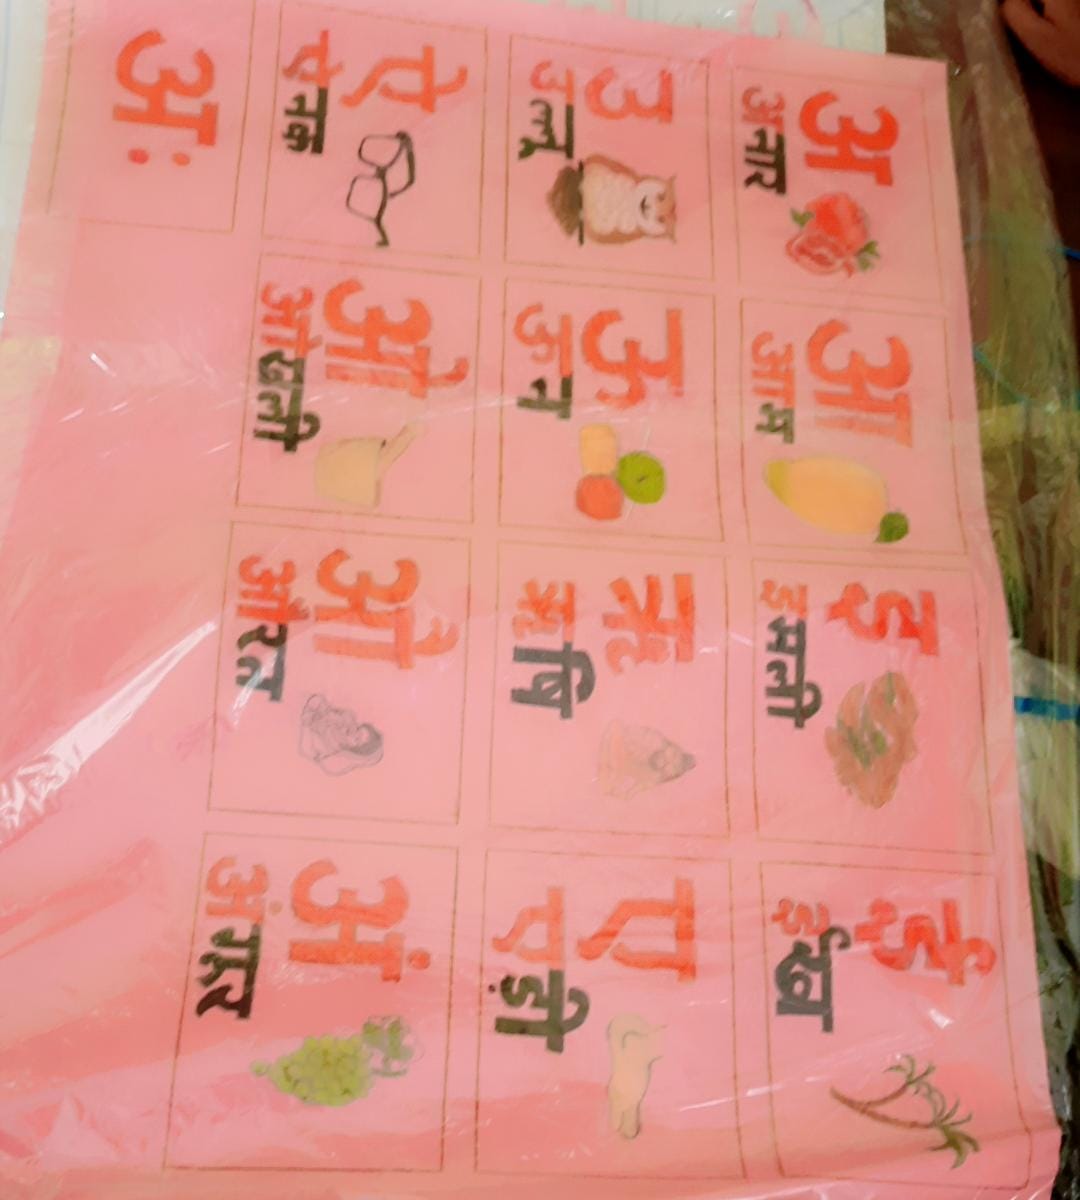 अ
अनार
आ
आम
इ
इमली
ई
ईख
उ
उल्लू
ऊ
ऊन
ऋ
ऋषि
ए
एड़ी
ऐ
ऐनक
ओ
ओखली
औ
औरत
अं
अंगूर
अः